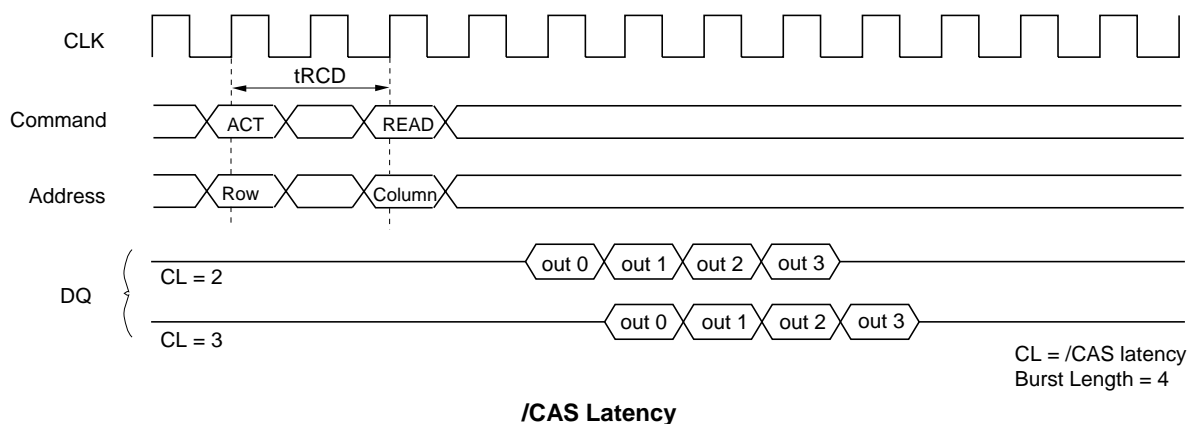 CLK
tRCD
Command
ACT
READ
Address
Row
Column
CL = 2
out 0 out 1 out 2 out 3
DQ
CL = 3
out 0 out 1 out 2 out 3
CL = /CAS latency
Burst Length = 4
/CAS Latency